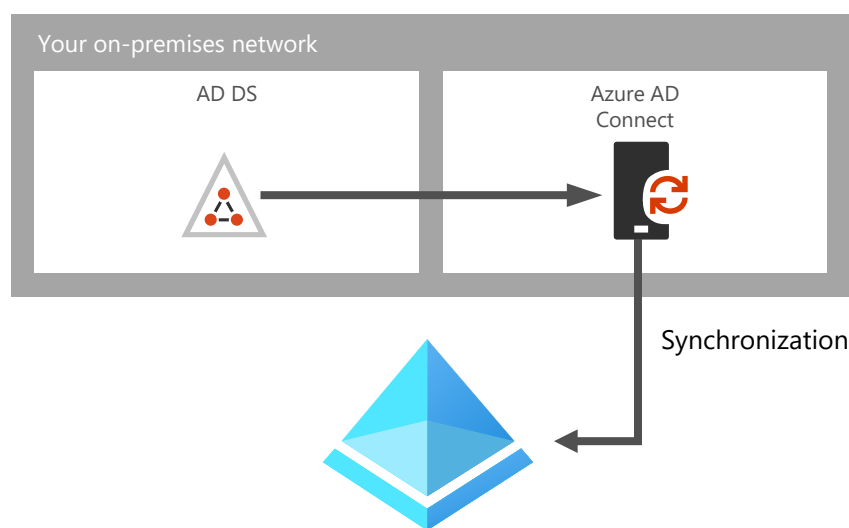 Your on-premises network
AD DS
Azure AD
Connect
Synchronization